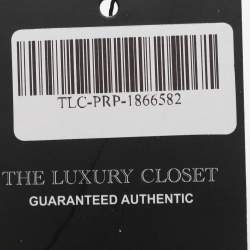 TLC-PRP-1866582
THE LUXURY CLOSET
GUARANTEED AUTHENTIC